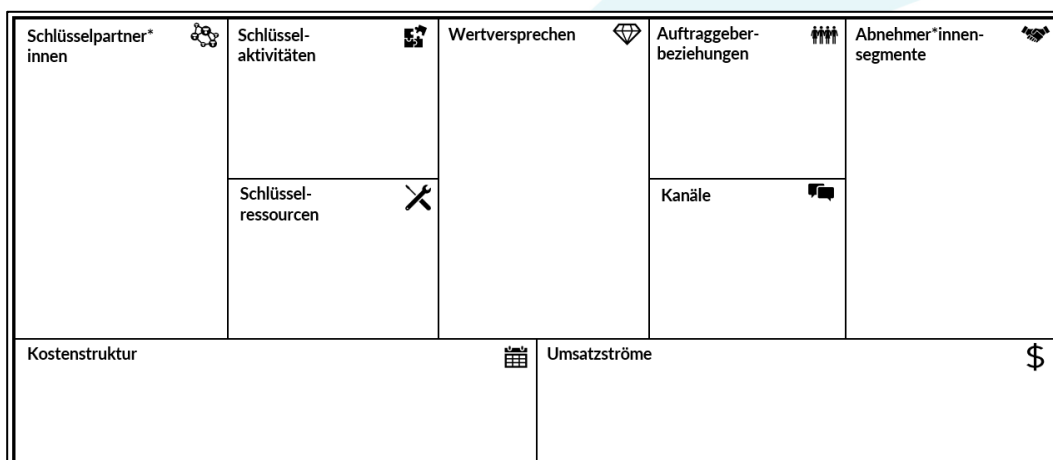 Schlüsselpartner*
innen
Schlüssel-
aktivitäten
Wertversprechen
Auftraggeber-
beziehungen
Abnehmer*innen-
segmente
Schlüssel-
ressourcen
Kanäle
Kostenstruktur
Umsatzströme
$